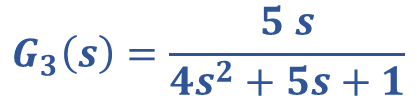 G₃(s) = 5 s / 4s² + 5s + 1